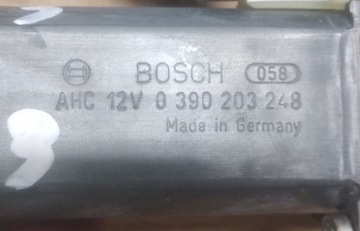 BOSCH 058
AHC 12V 0 390 203 248
Made in Germany